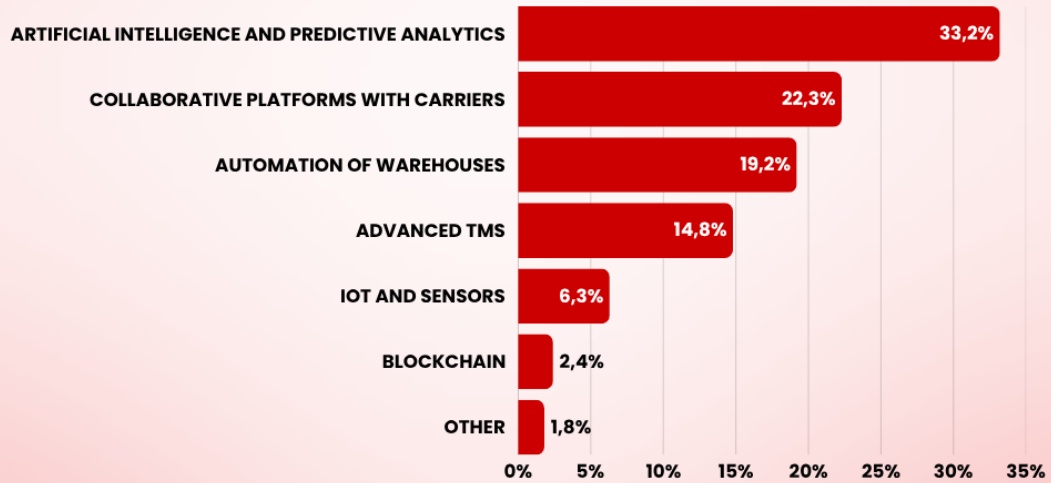 ARTIFICIAL INTELLIGENCE AND PREDICTIVE ANALYTICS 33,2%
COLLABORATIVE PLATFORMS WITH CARRIERS 22,3%
AUTOMATION OF WAREHOUSES 19,2%
ADVANCED TMS 14,8%
IOT AND SENSORS 6,3%
BLOCKCHAIN 2,4%
OTHER 1,8%
0% 5% 10% 15% 20% 25% 30% 35%